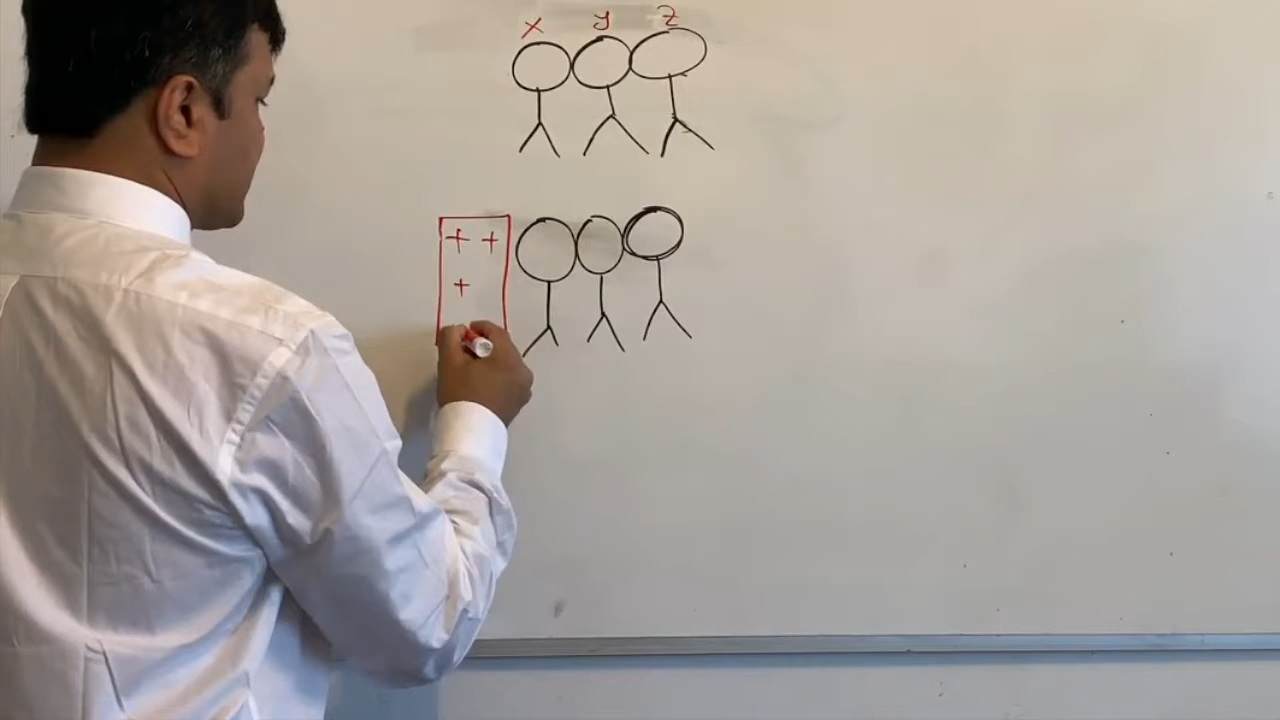 x y z
+ +
+